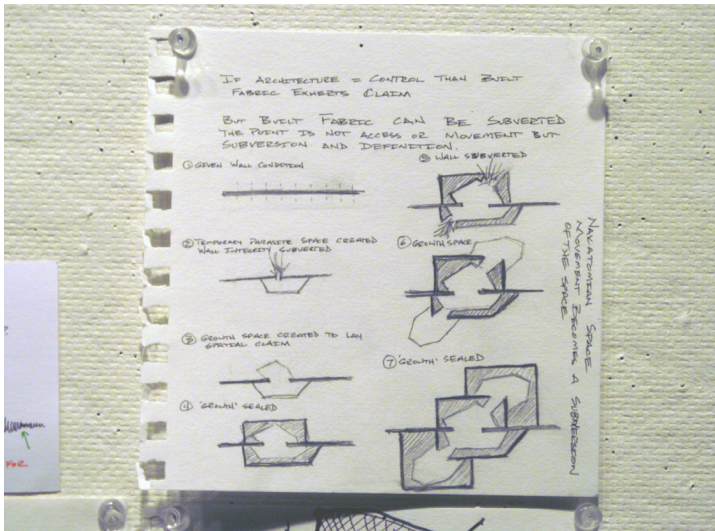 IF ARCHITECTURE = CONTROL THAN BUILT
FABRIC EXHERTS CLAIM
BUT BUILT FABRIC CAN BE SUBVERTED
THE POINT IS NOT ACCESS OR MOVEMENT BUT
SUBVERSION AND DEFINITION.
① GIVEN WALL CONDITION
② TEMPORARY PARASITE SPACE CREATED
WALL INTEGRITY SUBVERTED
③ GROWTH SPACE CREATED TO LAY
SPATIAL CLAIM
④ 'GROWTH' SEALED
⑤ WALL SUBVERTED
⑥ GROWTH SPACE
⑦ 'GROWTH' SEALED
NAKATOMIAN SPACE
MOVEMENT BECOMES A SUBVERSION
OF THE SPACE
FOR